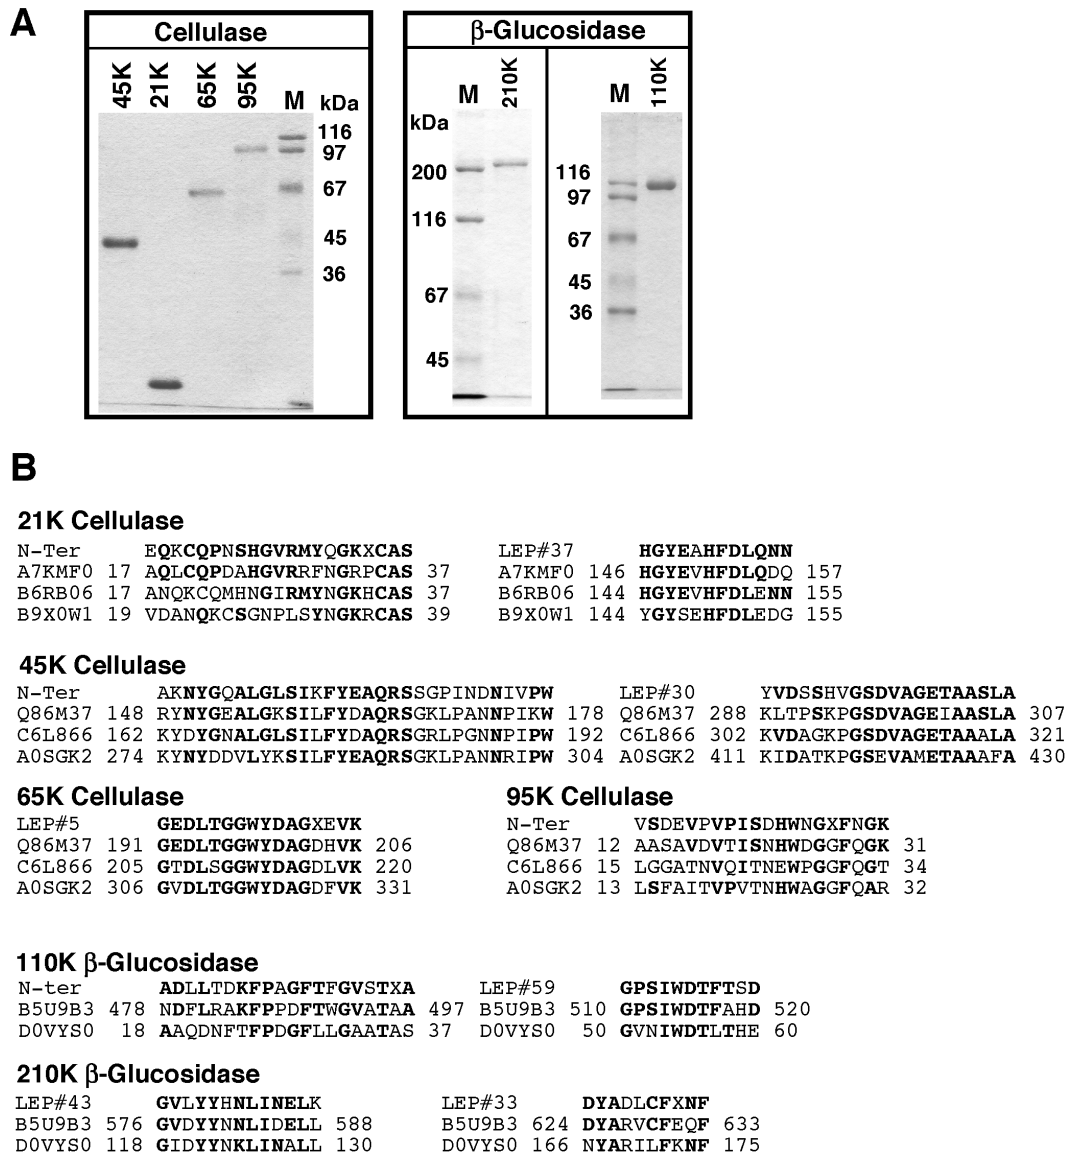 A
Cellulase
45K 21K 65K 95K M kDa
116
97
67
45
36
β-Glucosidase
M 210K
kDa
200
116
67
45
M 110K
116
97
67
45
36
B
21K Cellulase
N-Ter EQKCQPNSHGVRMYQGKXCAS LEP#37 HGYEAHFDLQNN
A7KMF0 17 AQLCQPDAHGVRRFNGRPCAS 37 A7KMF0 146 HGYEVHFDLQDQ 157
B6RB06 17 ANQKCQMHNGIRMYNGKHCAS 37 B6RB06 144 HGYEVHFDLENN 155
B9X0W1 19 VDANQKCSGNPLSYNGKRCAS 39 B9X0W1 144 YGYSEHFDLEDG 155
45K Cellulase
N-Ter AKNYGQALGLSIKFYEAQRSSGPINDNIVPW LEP#30 YVDSSHVGSDVAGETAASLA
Q86M37 148 RYNYGEALGKSILFYDAQRSGKLPANNPIKW 178 Q86M37 288 KLTPSKPGSDVAGEIAASLA 307
C6L866 162 KYDYGNALGLSIKFYDAQRSGRLPGNNPIPW 192 C6L866 302 KVDAGKPGSDVAGETAAALA 321
A0SGK2 274 KYNYDDVLYKSILFYEAQRSGKLPANNRIPW 304 A0SGK2 411 KIDATKPGSEVAMETAAAFA 430
65K Cellulase 95K Cellulase
LEP#5 GEDLTGGWYDAGXEVK N-Ter VSDEVPVPISDHWNGXFNGK
Q86M37 191 GEDLTGGWYDAGDHVK 206 Q86M37 12 AASAVDVTISNHWDGGFQGK 31
C6L866 205 GTDLSGGWYDAGDLVK 220 C6L866 15 LGGATNVQITNEWPGGFQGT 34
A0SGK2 306 GVDLTGGWYDAGDFVK 331 A0SGK2 13 LSFAITVPVTNHWAGGFQAR 32
110K β-Glucosidase
N-ter ADLLTDKFPAGFTFGVSTXA LEP#59 GPSIWDTFTSD
B5U9B3 478 NDFLRAKFPPDFTWGVATAA 497 B5U9B3 510 GPSIWDTFAHD 520
D0VYS0 18 AAQDNFTFPDGFLLGAATAS 37 D0VYS0 50 GVNIWDTLTHE 60
210K β-Glucosidase
LEP#43 GVLYYHNLINELK LEP#33 DYADLCFXNF
B5U9B3 576 GVDYYNNLIDELL 588 B5U9B3 624 DYARVCFEQF 633
D0VYS0 118 GIDYYNKLINALL 130 D0VYS0 166 NYARILFKNF 175